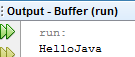 Output - Buffer (run)
run:
HelloJava